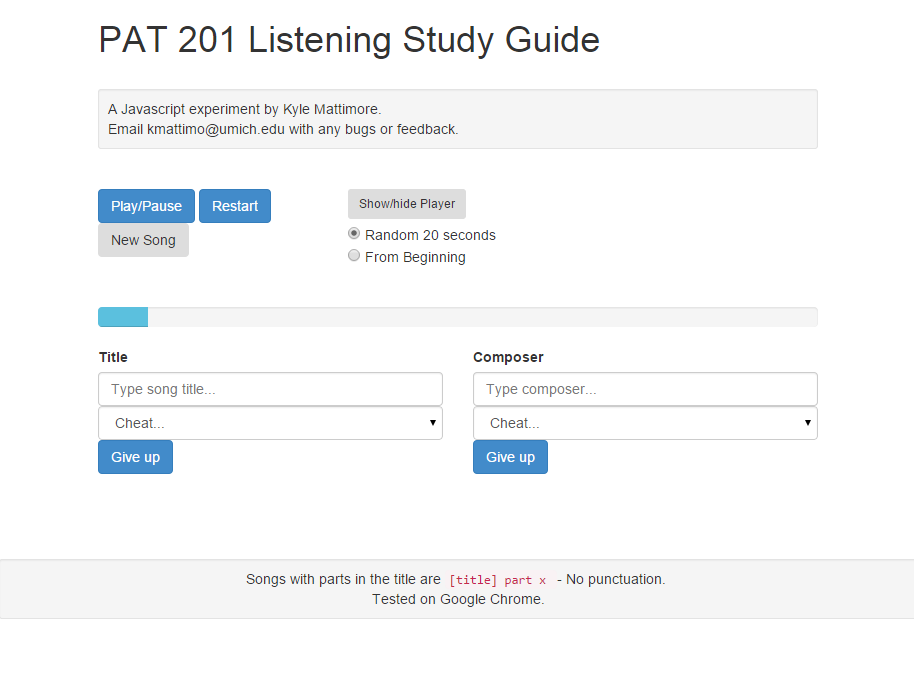 PAT 201 Listening Study Guide
A Javascript experiment by Kyle Mattimore.
Email kmattimo@umich.edu with any bugs or feedback.
Play/Pause Restart
New Song
Show/hide Player
Random 20 seconds
From Beginning
Title
Type song title...
Cheat...
Give up
Composer
Type composer...
Cheat...
Give up
Songs with parts in the title are [title] part x - No punctuation.
Tested on Google Chrome.